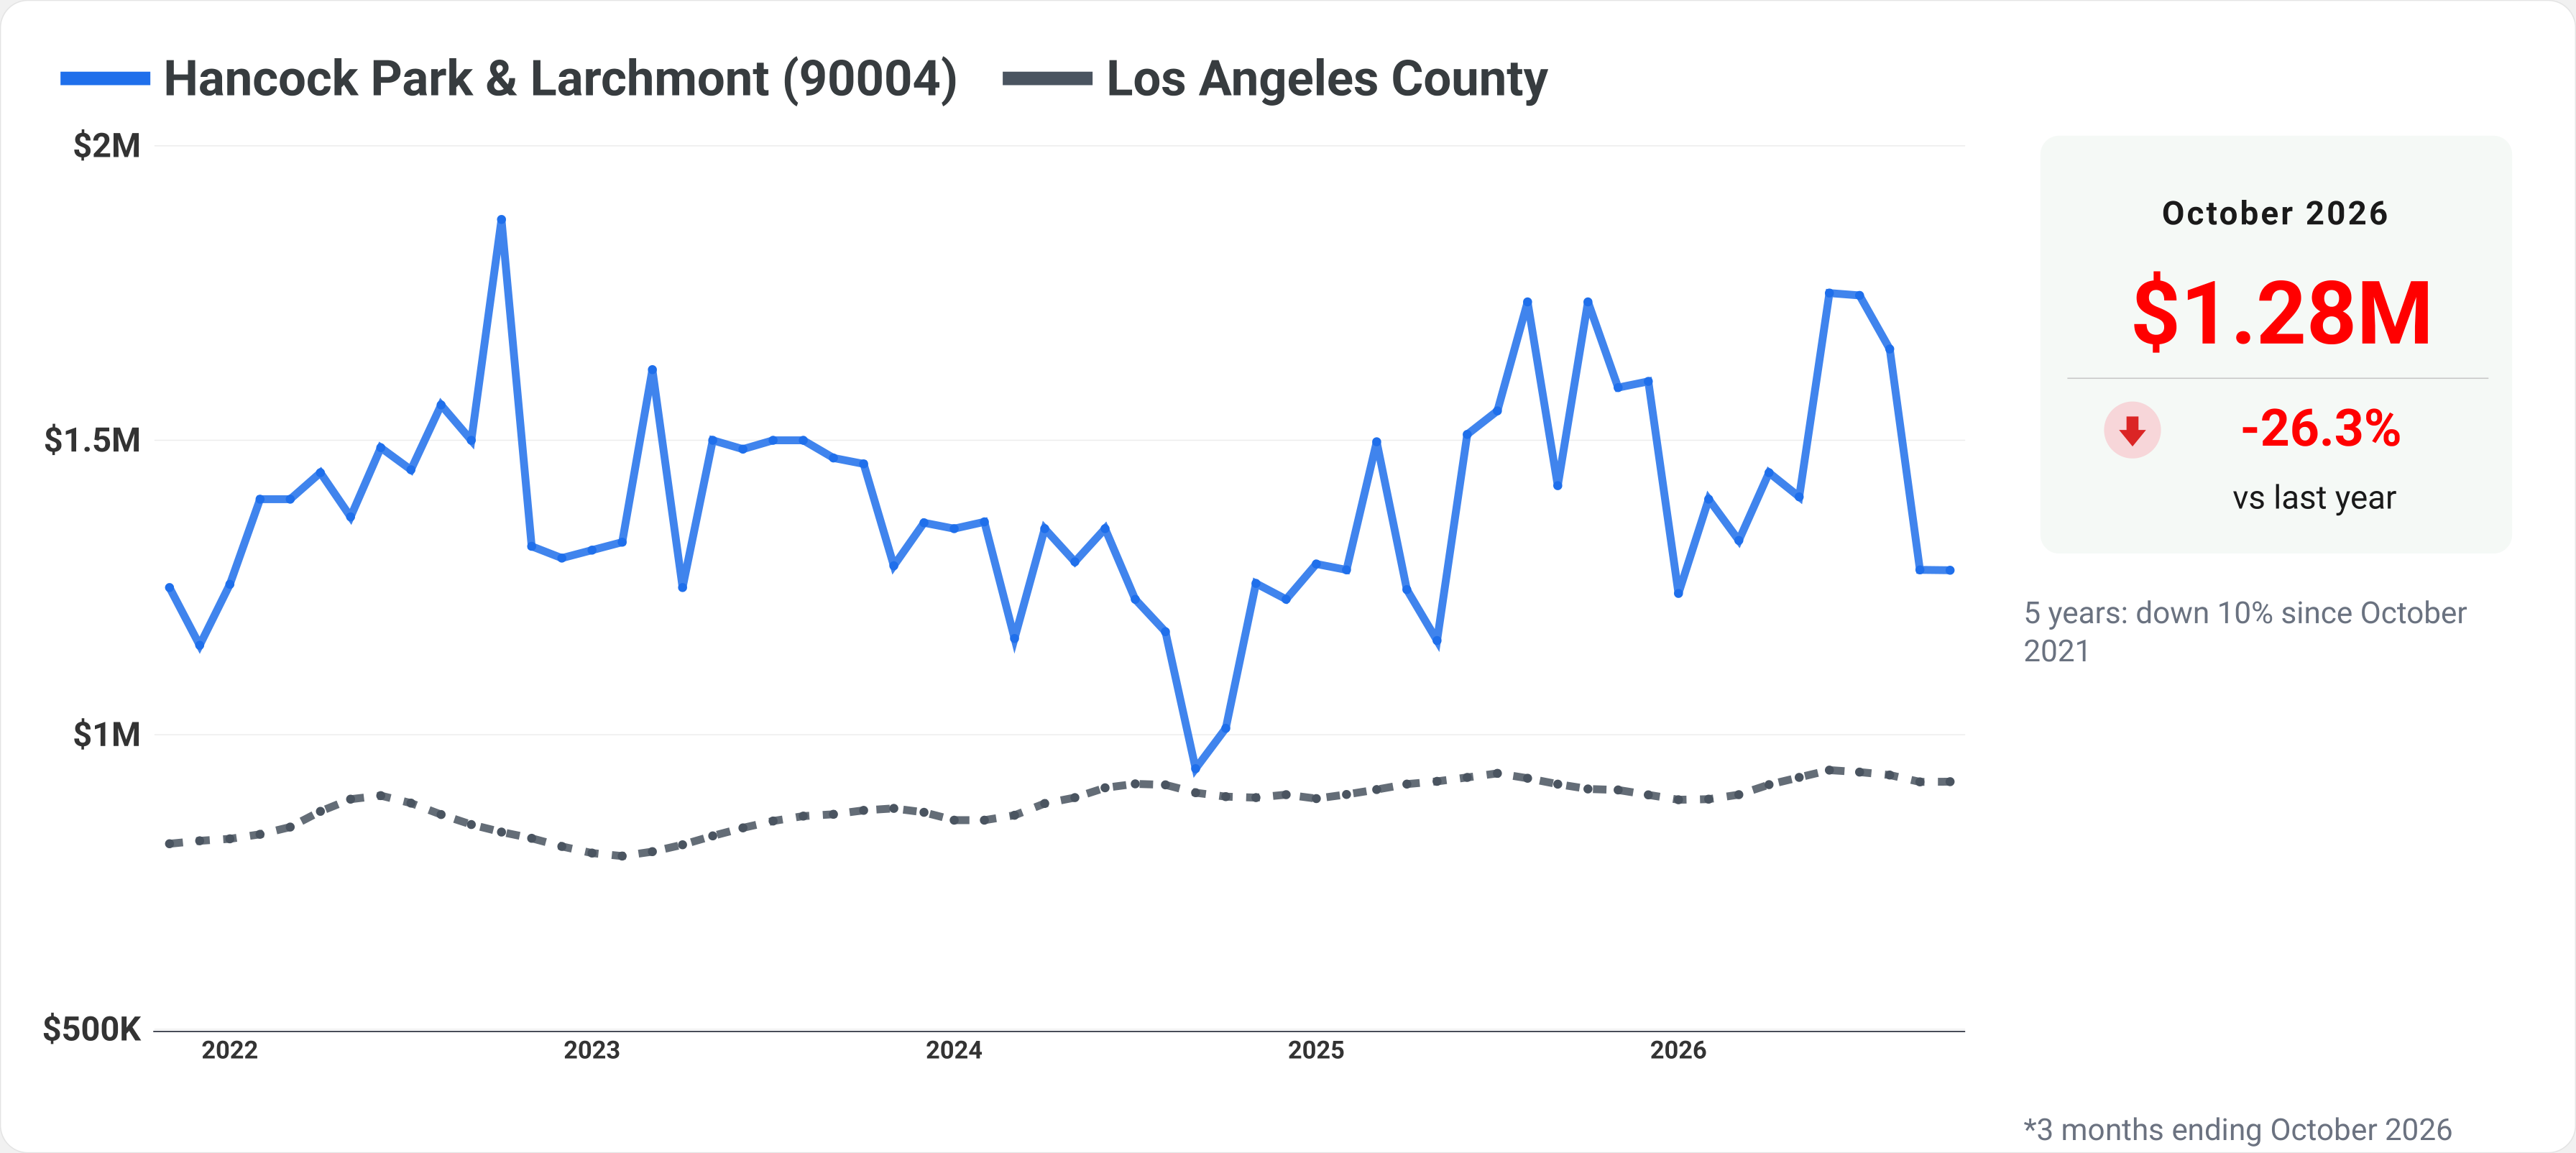 Hancock Park & Larchmont (90004) Los Angeles County
$2M
$1.5M
$1M
$500K
2022 2023 2024 2025 2026
October 2026
$1.28M
-26.3%
vs last year
5 years: down 10% since October
2021
*3 months ending October 2026